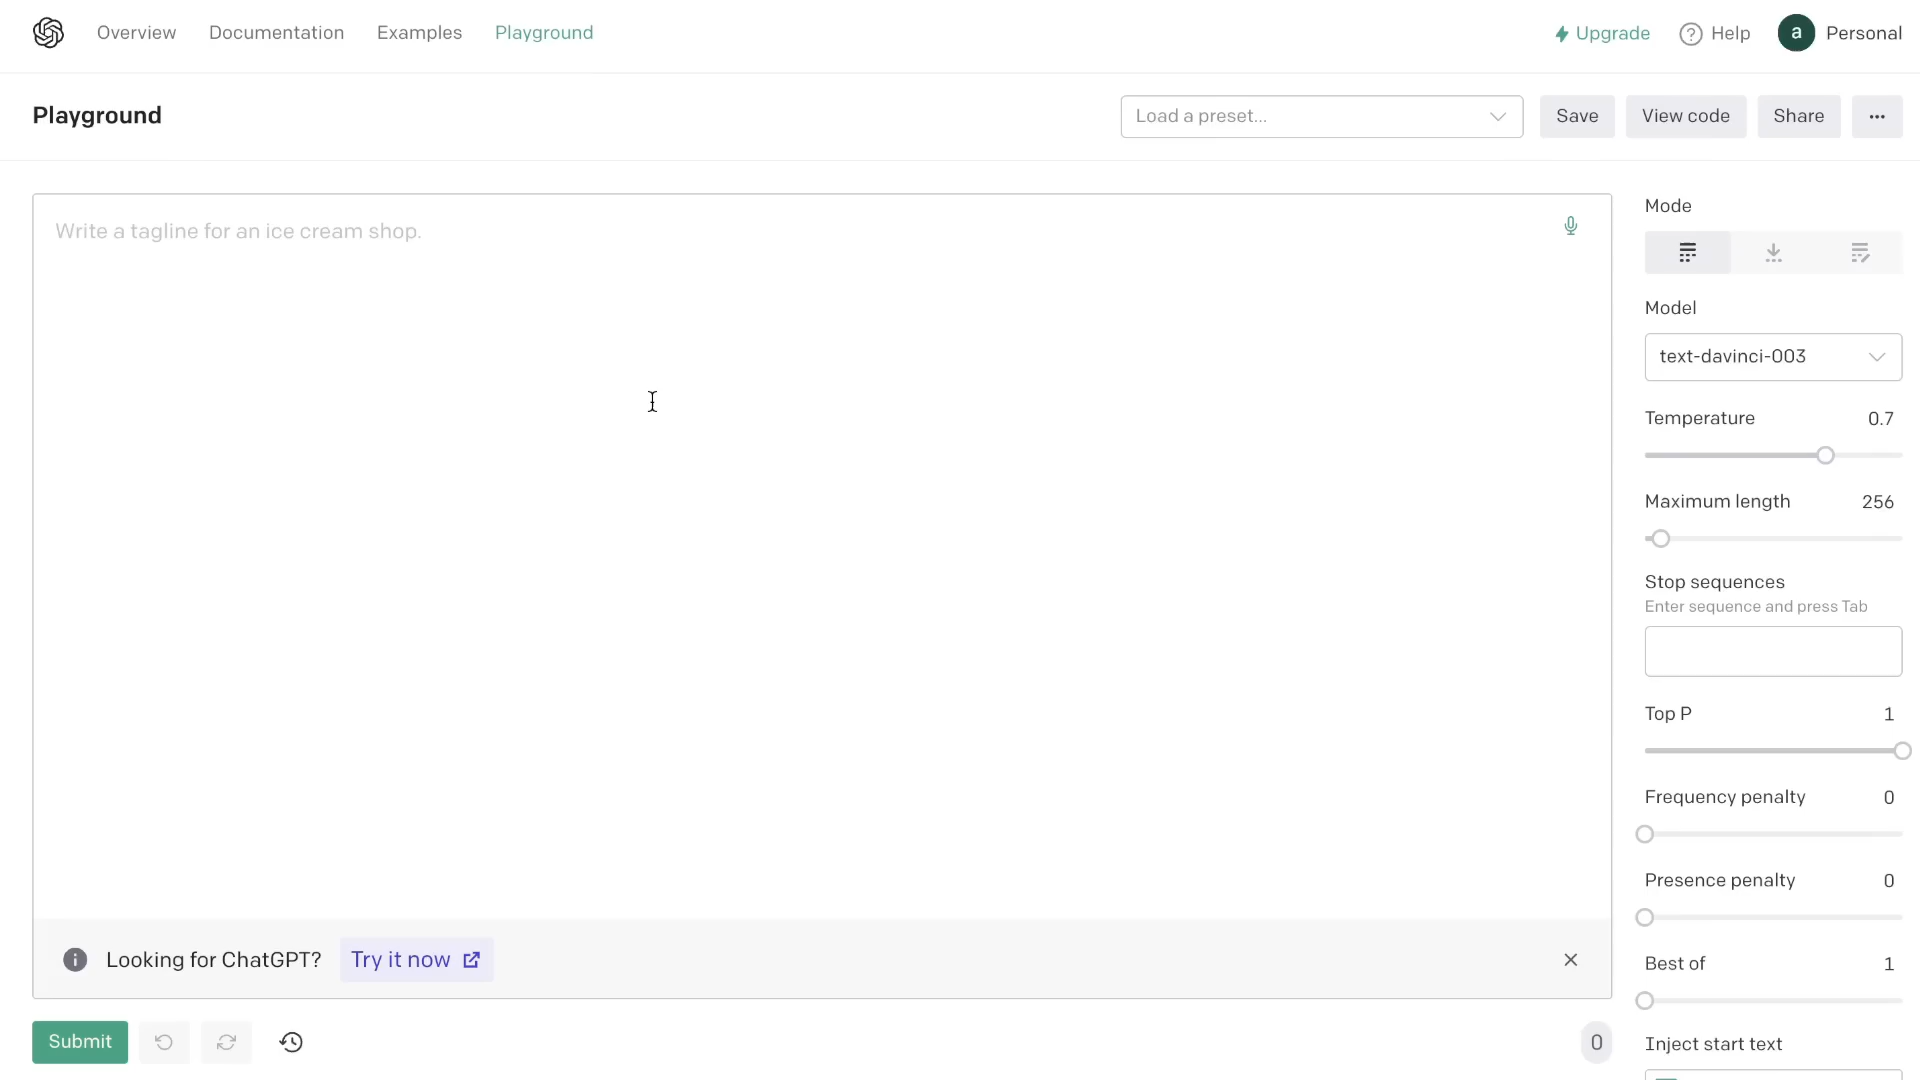 Overview Documentation Examples Playground Upgrade Help a Personal
Playground Load a preset... Save View code Share ...
Write a tagline for an ice cream shop.
Mode
Model
text-davinci-003
Temperature 0.7
Maximum length 256
Stop sequences
Enter sequence and press Tab
Top P 1
Frequency penalty 0
Presence penalty 0
Best of 1
Inject start text
Looking for ChatGPT? Try it now
Submit 0